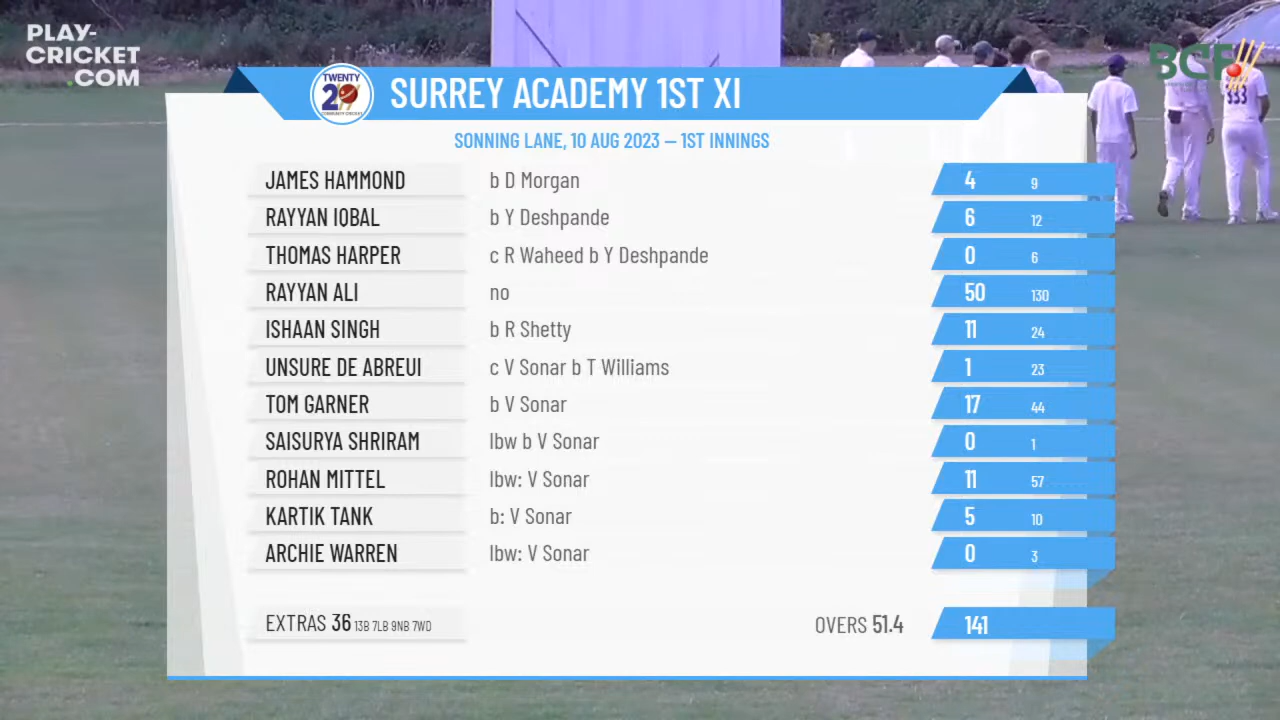 PLAY-
CRICKET
.COM
BCF
TWENTY
20
COMMUNITY CRICKET
SURREY ACADEMY 1ST XI
SONNING LANE, 10 AUG 2023 – 1ST INNINGS
JAMES HAMMOND b D Morgan 4 9
RAYYAN IQBAL b Y Deshpande 6 12
THOMAS HARPER c R Waheed b Y Deshpande 0 6
RAYYAN ALI no 50 130
ISHAAN SINGH b R Shetty 11 24
UNSURE DE ABREUI c V Sonar b T Williams 1 23
TOM GARNER b V Sonar 17 44
SAISURYA SHRIRAM lbw b V Sonar 0 1
ROHAN MITTEL lbw: V Sonar 11 57
KARTIK TANK b: V Sonar 5 10
ARCHIE WARREN lbw: V Sonar 0 3
EXTRAS 36 13B 7LB 9NB 7WD OVERS 51.4 141